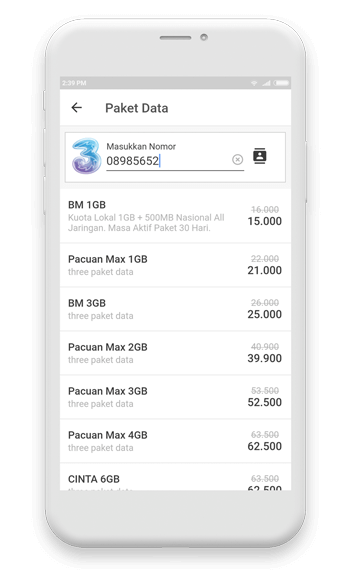 2:39 PM
Paket Data
3
Masukkan Nomor
08985652
BM 1GB
16.000
Kuota Lokal 1GB + 500MB Nasional All
15.000
Jaringan. Masa Aktif Paket 30 Hari.
Pacuan Max 1GB
22.000
three paket data
21.000
BM 3GB
26.000
three paket data
25.000
Pacuan Max 2GB
40.900
three paket data
39.900
Pacuan Max 3GB
53.500
three paket data
52.500
Pacuan Max 4GB
63.500
three paket data
62.500
CINTA 6GB
63.500
three paket data
62.500